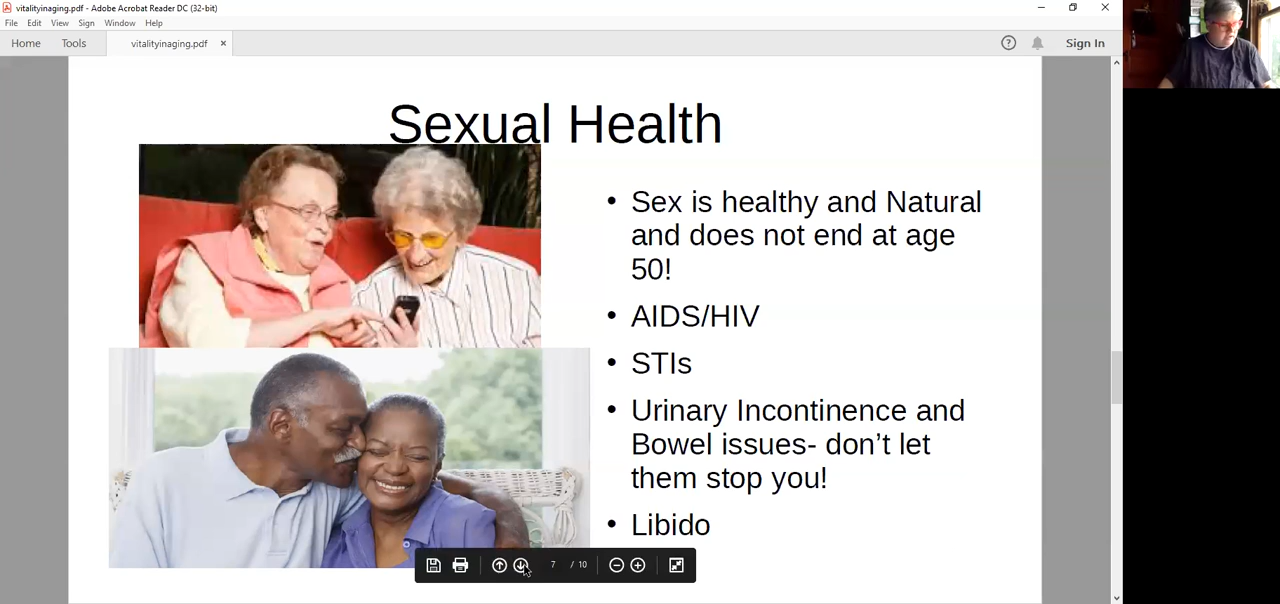 vitalityinaging.pdf - Adobe Acrobat Reader DC (32-bit)
File Edit View Sign Window Help
Home Tools vitalityinaging.pdf × Sign In
Sexual Health
• Sex is healthy and Natural
and does not end at age
50!
• AIDS/HIV
• STIs
• Urinary Incontinence and
Bowel issues- don’t let
them stop you!
• Libido
7 / 10